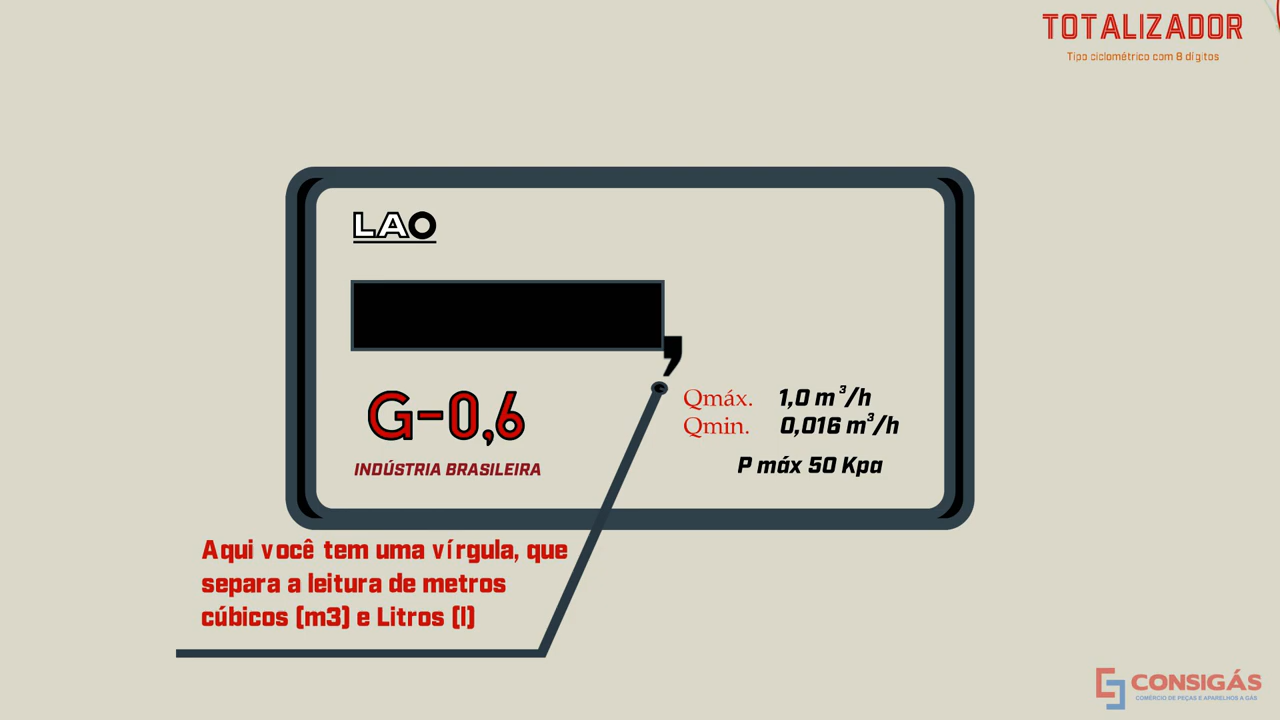 TOTALIZADOR
Tipo ciclométrico com 8 dígitos
LAO
,
G-0,6
INDÚSTRIA BRASILEIRA
Qmáx. 1,0 m³/h
Qmin. 0,016 m³/h
P máx 50 Kpa
Aqui você tem uma vírgula, que
separa a leitura de metros
cúbicos (m3) e Litros (l)
CONSIGÁS
COMÉRCIO DE PEÇAS E APARELHOS A GÁS